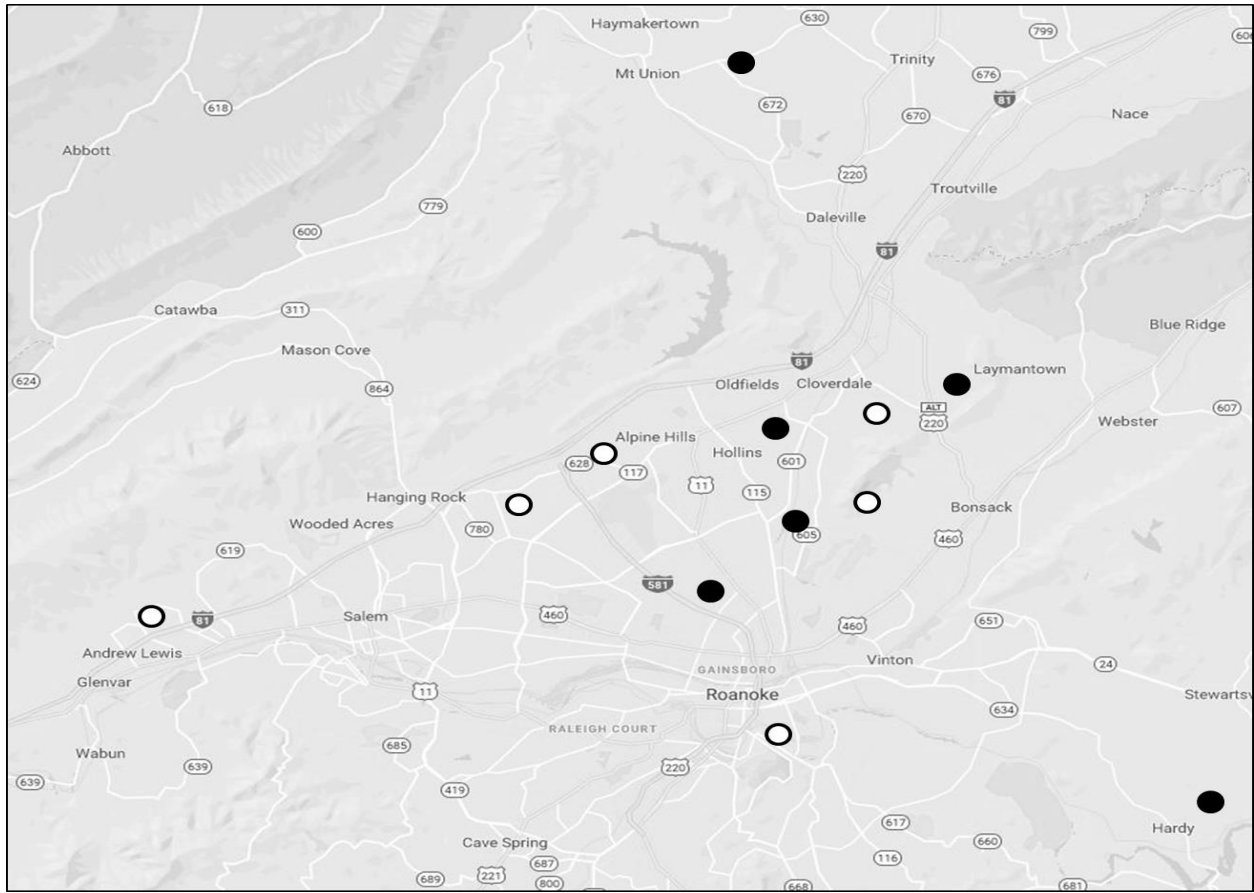 Haymakertown
630
799
606
Mt Union
Trinity
676
81
618
672
670
Nace
Abbott
220
Troutville
779
Daleville
600
81
Catawba
311
Blue Ridge
Mason Cove
81
624
864
Oldfields
Cloverdale
Laymantown
ALT
220
607
Webster
Alpine Hills
628
117
Hollins
601
11
115
Hanging Rock
Wooded Acres
780
Bonsack
605
460
619
581
Salem
460
81
460
651
Andrew Lewis
Vinton
24
GAINSBORO
Glenvar
11
Roanoke
Stewartsv
634
RALEIGH COURT
Wabun
685
639
639
220
419
617
Hardy
Cave Spring
660
687
116
689
221
800
668
681